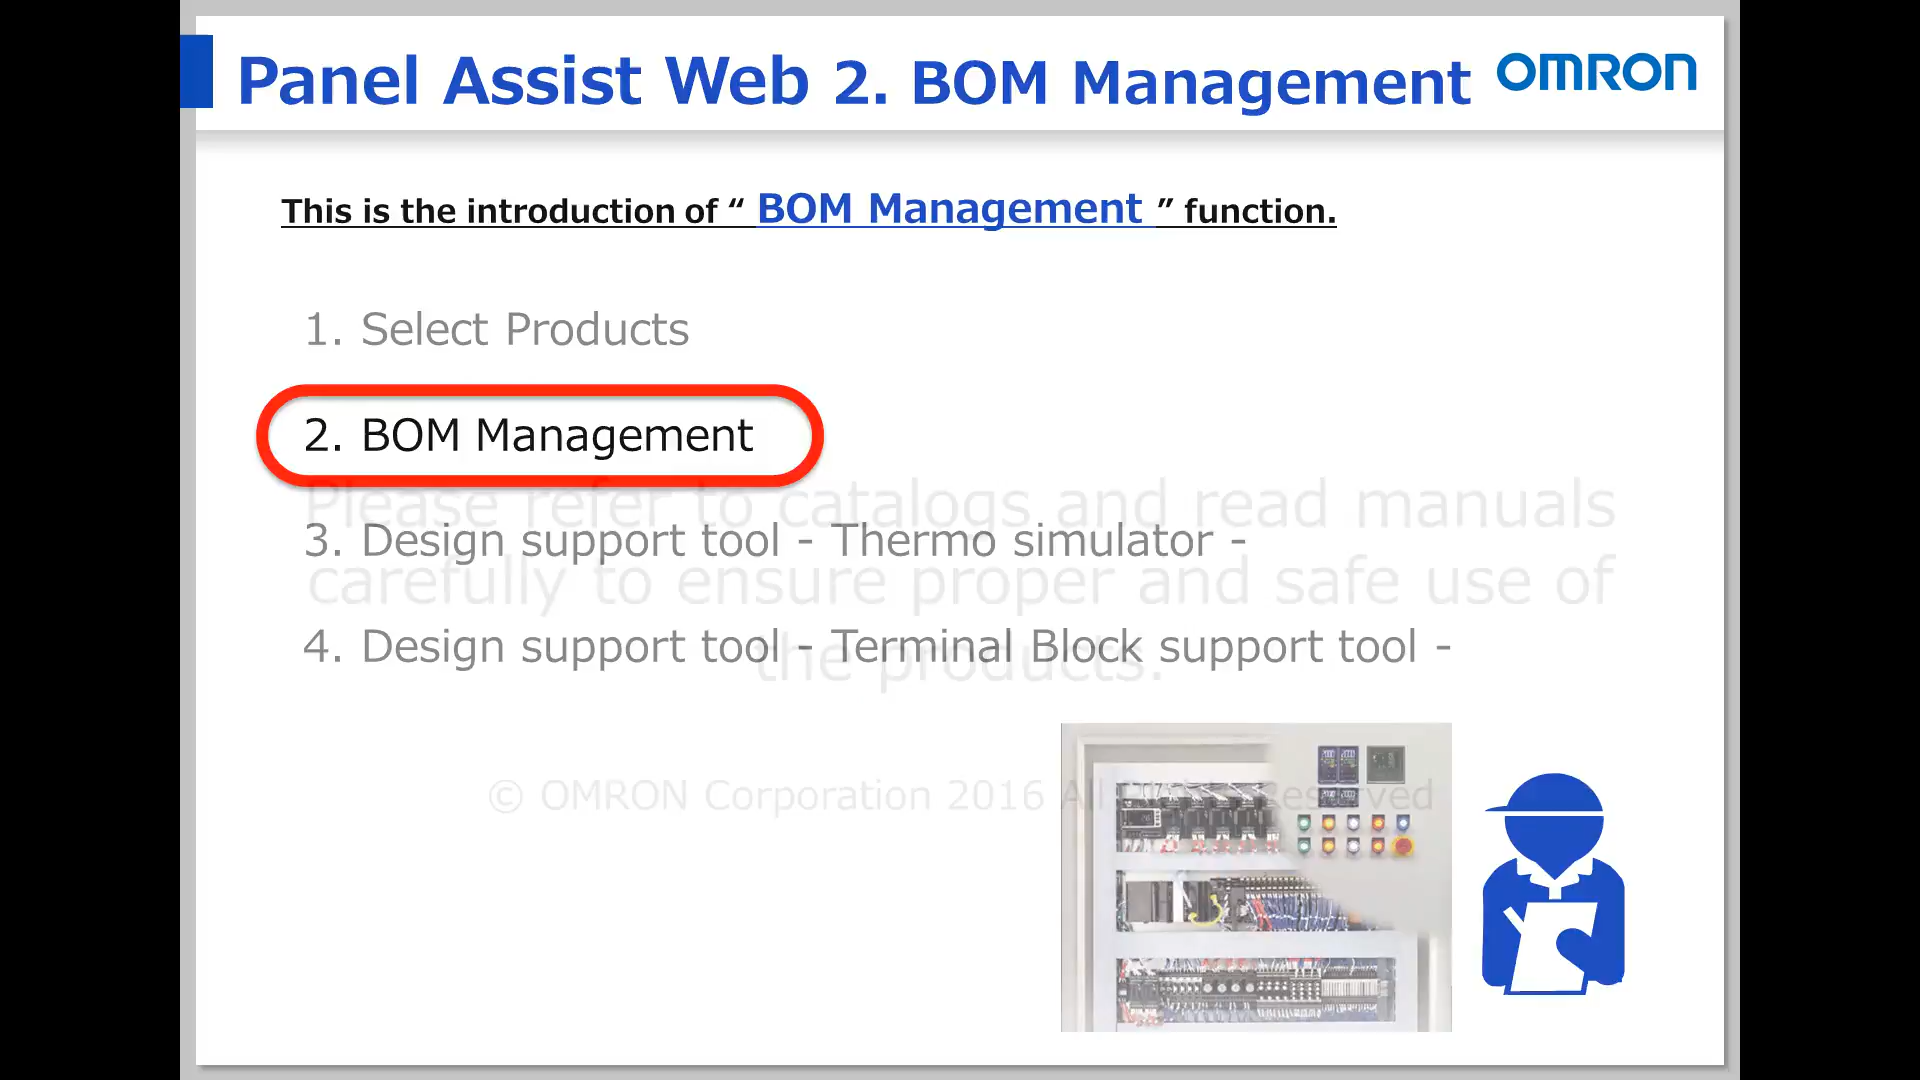 Panel Assist Web 2. BOM Management
OMRON
This is the introduction of “ BOM Management ” function.
1. Select Products
2. BOM Management
Please refer to catalogs and read manuals
3. Design support tool - Thermo simulator -
carefully to ensure proper and safe use of
4. Design support tool - Terminal Block support tool -
the products.
© OMRON Corporation 2016 All Reserved